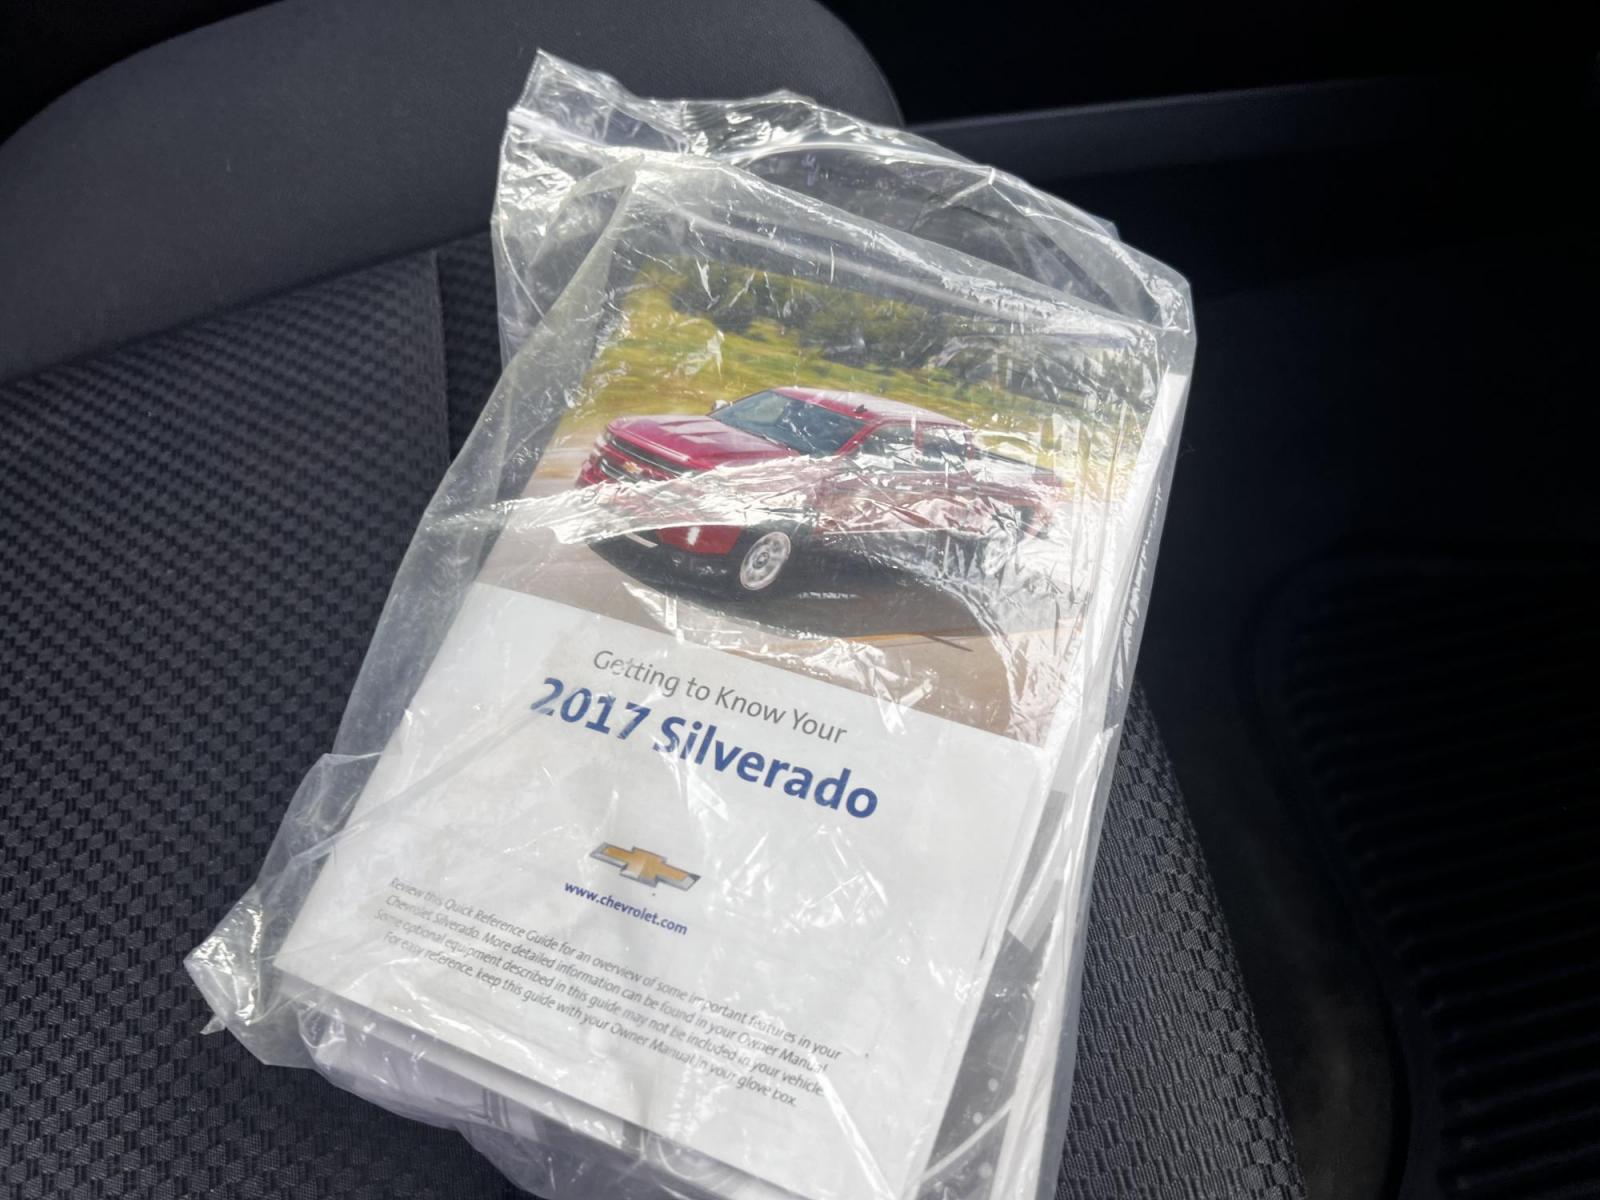 Getting to Know Your
2017 Silverado
www.chevrolet.com
Review this Quick Reference Guide for an overview of some important features in your
Chevrolet Silverado. More detailed information can be found in your Owner Manual.
Some optional equipment described in this guide may not be included in your vehicle.
For easy reference, keep this guide with your Owner Manual in your glove box.